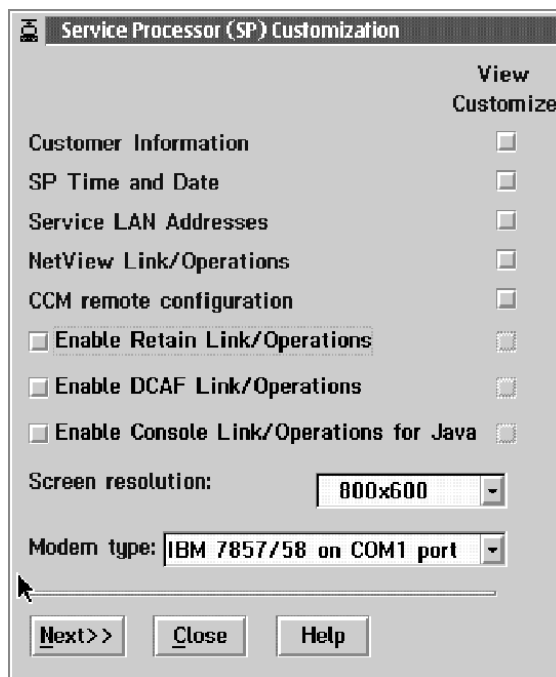 Service Processor (SP) Customization
View
Customize
Customer Information
SP Time and Date
Service LAN Addresses
NetView Link/Operations
CCM remote configuration
Enable Retain Link/Operations
Enable DCAF Link/Operations
Enable Console Link/Operations for Java
Screen resolution: 800x600
Modem type: IBM 7857/58 on COM1 port
Next>> Close Help